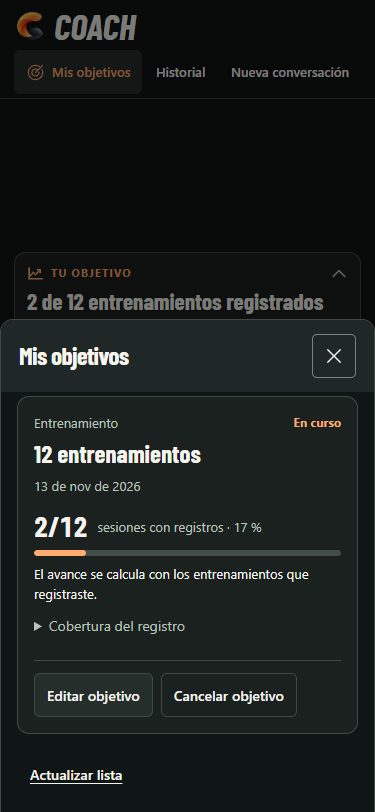 COACH
Mis objetivos
Historial
Nueva conversación
TU OBJETIVO
2 de 12 entrenamientos registrados
Mis objetivos
Entrenamiento
En curso
12 entrenamientos
13 de nov de 2026
2/12 sesiones con registros · 17 %
El avance se calcula con los entrenamientos que
registraste.
Cobertura del registro
Editar objetivo
Cancelar objetivo
Actualizar lista